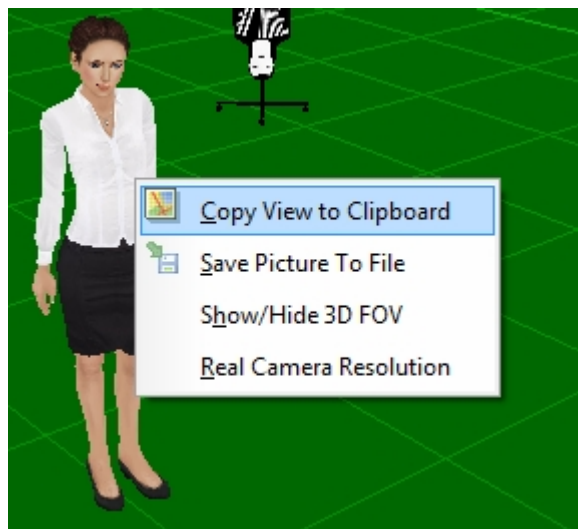 Copy View to Clipboard
Save Picture To File
Show/Hide 3D FOV
Real Camera Resolution